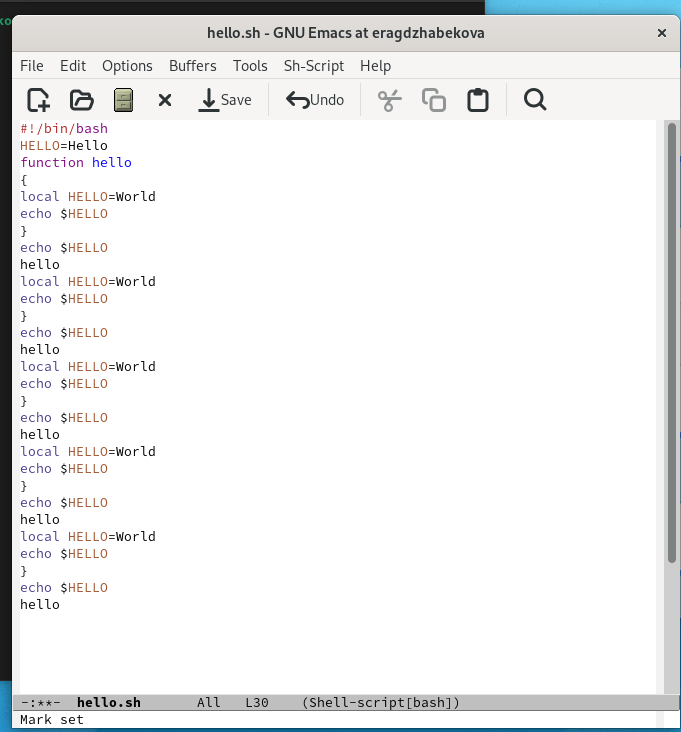 ko
hello.sh - GNU Emacs at eragdzhabekova
File Edit Options Buffers Tools Sh-Script Help
Save Undo
#!/bin/bash
HELLO=Hello
function hello
{
local HELLO=World
echo $HELLO
}
echo $HELLO
hello
local HELLO=World
echo $HELLO
}
echo $HELLO
hello
local HELLO=World
echo $HELLO
}
echo $HELLO
hello
local HELLO=World
echo $HELLO
}
echo $HELLO
hello
local HELLO=World
echo $HELLO
}
echo $HELLO
hello
-:**- hello.sh All L30 (Shell-script[bash])
Mark set